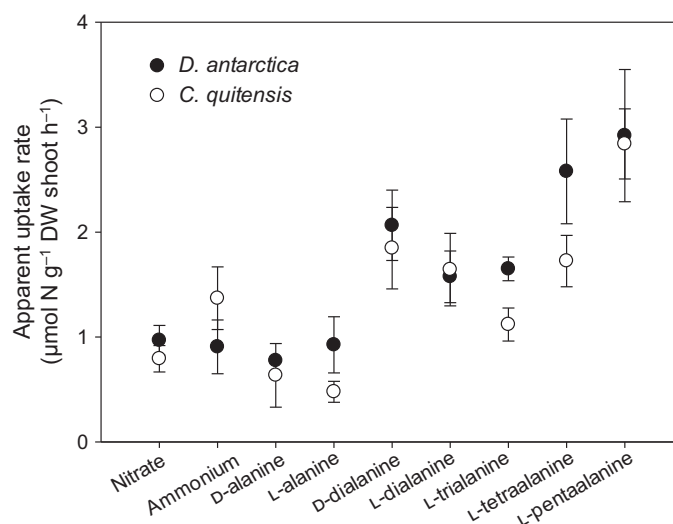 4
3
2
1
0
Apparent uptake rate
(µmol N g⁻¹ DW shoot h⁻¹)
D. antarctica
C. quitensis
Nitrate
Ammonium
D-alanine
L-alanine
D-dialanine
L-dialanine
L-trialanine
L-tetraalanine
L-pentaalanine